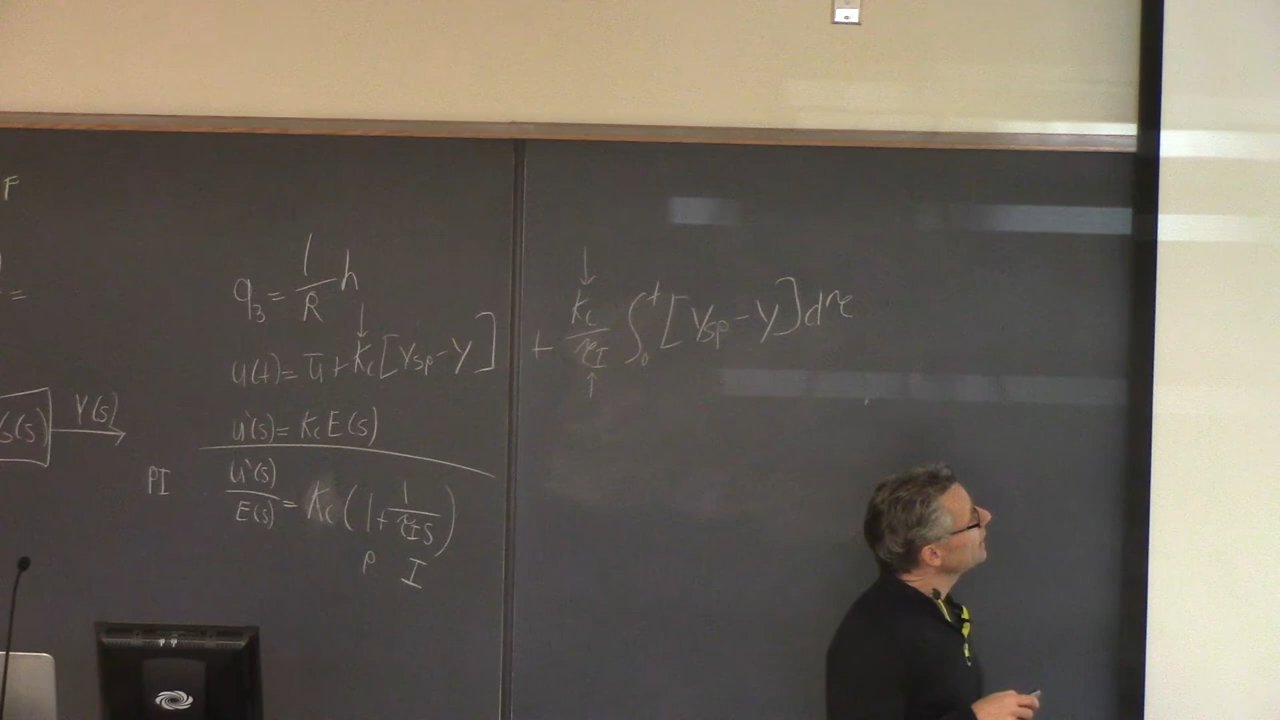 F
=
q₃ = 1/R h
↓ ↓
u(t) = ū + Kc[Ysp - Y] + Kc/τI ∫₀ᵗ [Ysp - Y]dτ
↑
G(s) Y(s) →
u'(s) = Kc E(s)
PI u'(s)/E(s) = Kc (1 + 1/τIs)
P I